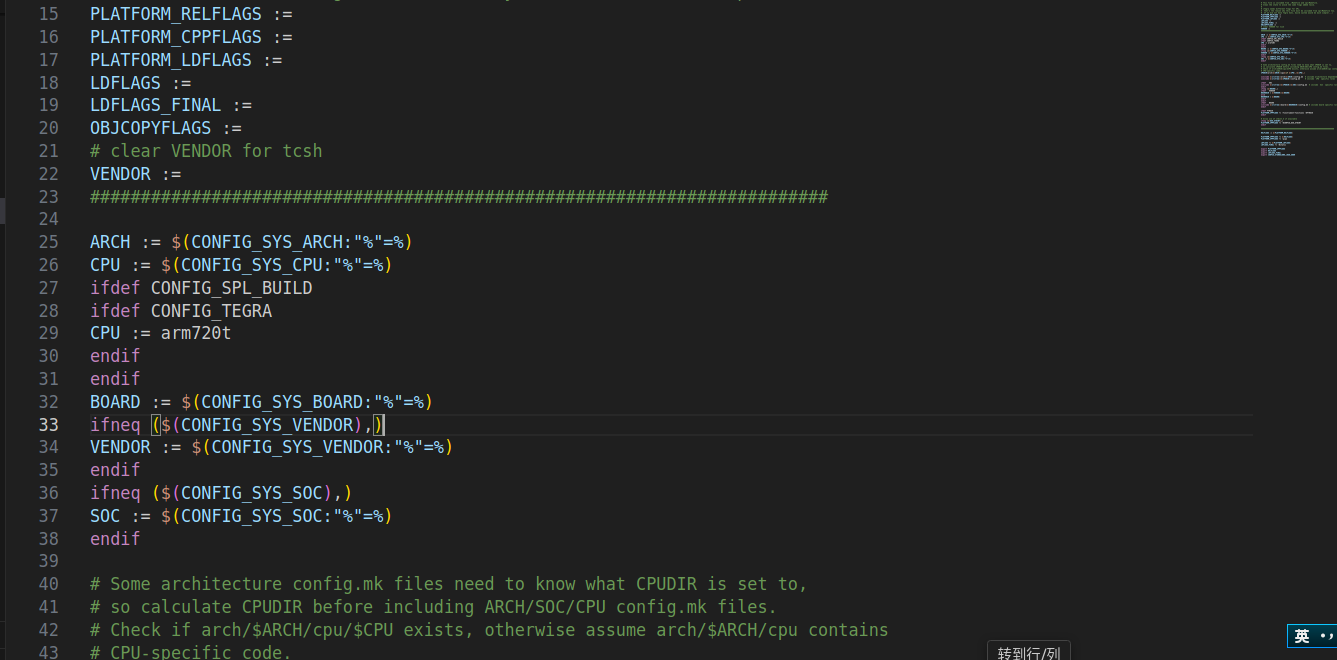 15 PLATFORM_RELFLAGS :=
16 PLATFORM_CPPFLAGS :=
17 PLATFORM_LDFLAGS :=
18 LDFLAGS :=
19 LDFLAGS_FINAL :=
20 OBJCOPYFLAGS :=
21 # clear VENDOR for tcsh
22 VENDOR :=
23 #########################################################################
24
25 ARCH := $(CONFIG_SYS_ARCH:"%"=%)
26 CPU := $(CONFIG_SYS_CPU:"%"=%)
27 ifdef CONFIG_SPL_BUILD
28 ifdef CONFIG_TEGRA
29 CPU := arm720t
30 endif
31 endif
32 BOARD := $(CONFIG_SYS_BOARD:"%"=%)
33 ifneq ($(CONFIG_SYS_VENDOR),)
34 VENDOR := $(CONFIG_SYS_VENDOR:"%"=%)
35 endif
36 ifneq ($(CONFIG_SYS_SOC),)
37 SOC := $(CONFIG_SYS_SOC:"%"=%)
38 endif
39
40 # Some architecture config.mk files need to know what CPUDIR is set to,
41 # so calculate CPUDIR before including ARCH/SOC/CPU config.mk files.
42 # Check if arch/$ARCH/cpu/$CPU exists, otherwise assume arch/$ARCH/cpu contains
43 # CPU-specific code.
英
转到行/列